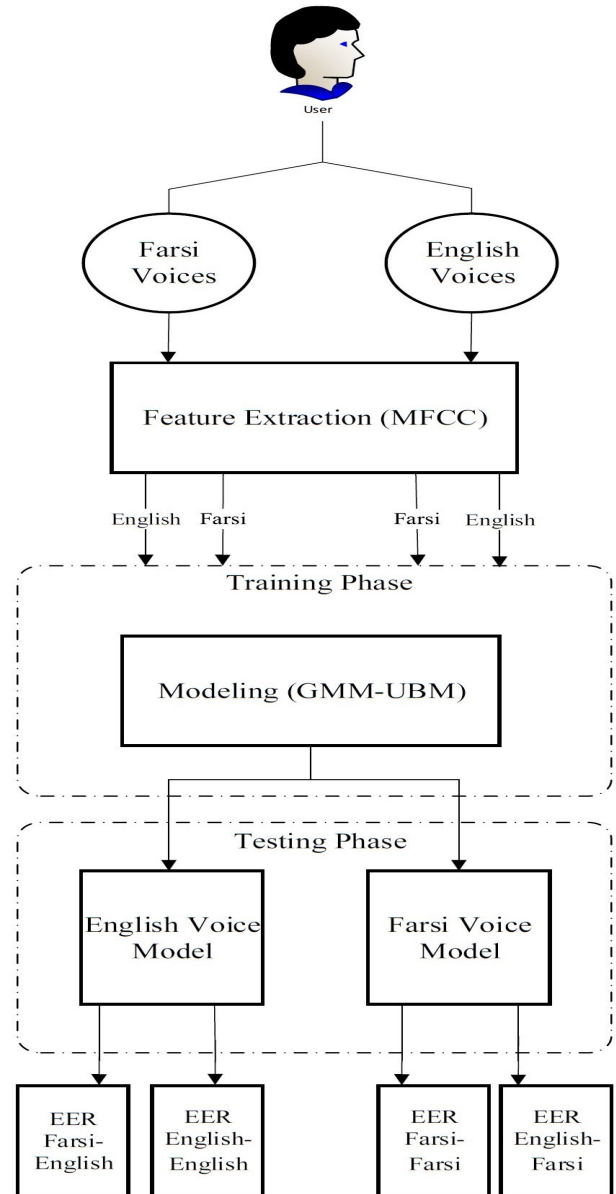 User
Farsi
Voices
English
Voices
Feature Extraction (MFCC)
English
Farsi
Farsi
English
Training Phase
Modeling (GMM-UBM)
Testing Phase
English Voice
Model
Farsi Voice
Model
EER
Farsi-
English
EER
English-
English
EER
Farsi-
Farsi
EER
English-
Farsi